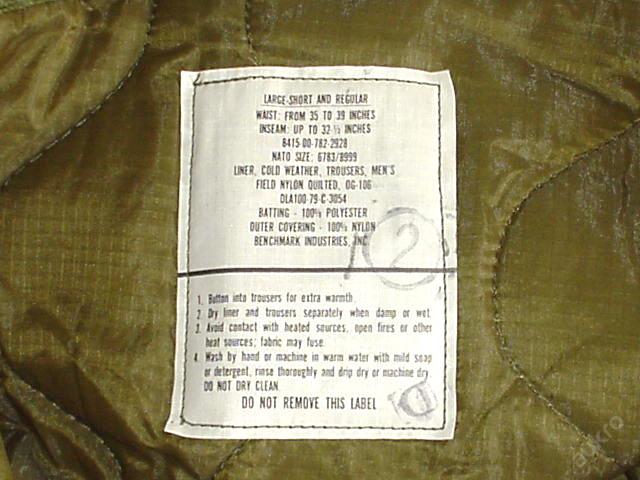 LARGE-SHORT AND REGULAR
WAIST: FROM 35 TO 39 INCHES
INSEAM: UP TO 32-½ INCHES
8415-00-782-2928
NATO SIZE: 6783/8999
LINER, COLD WEATHER, TROUSERS, MEN'S
FIELD NYLON QUILTED, OG-106
DLA100-79-C-3054
BATTING - 100% POLYESTER
OUTER COVERING - 100% NYLON
BENCHMARK INDUSTRIES, INC.
2
1. Button into trousers for extra warmth.
2. Dry liner and trousers separately when damp or wet.
3. Avoid contact with heated sources, open fires or other
heat sources; fabric may fuse.
4. Wash by hand or machine in warm water with mild soap
or detergent, rinse thoroughly and drip dry or machine dry.
DO NOT DRY CLEAN.
DO NOT REMOVE THIS LABEL
D
aukro